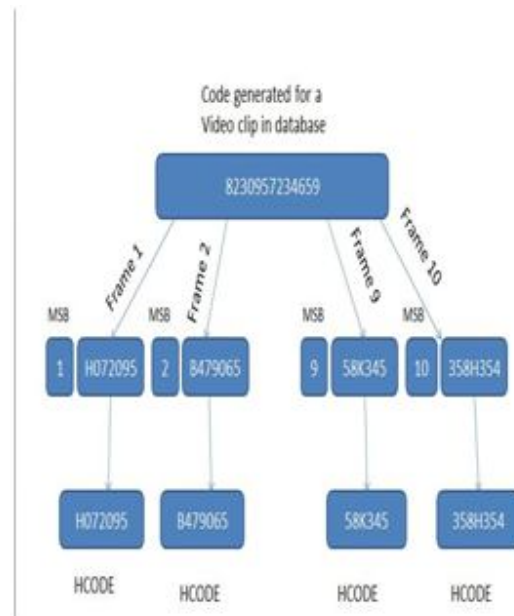 Code generated for a
Video clip in database
8230957234659
Frame 1
Frame 2
Frame 9
Frame 10
MSB
MSB
MSB
MSB
1
H072095
2
B479065
9
58K345
10
358H354
H072095
B479065
58K345
358H354
HCODE
HCODE
HCODE
HCODE